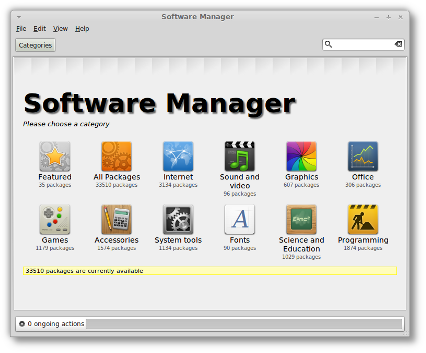 Software Manager
File Edit View Help
Categories
Software Manager
Please choose a category
Featured
35 packages
All Packages
33510 packages
Internet
3134 packages
Sound and
video
96 packages
Graphics
607 packages
Office
306 packages
Games
1179 packages
Accessories
1574 packages
System tools
1134 packages
Fonts
90 packages
Science and
Education
1029 packages
Programming
1874 packages
33510 packages are currently available
0 ongoing actions